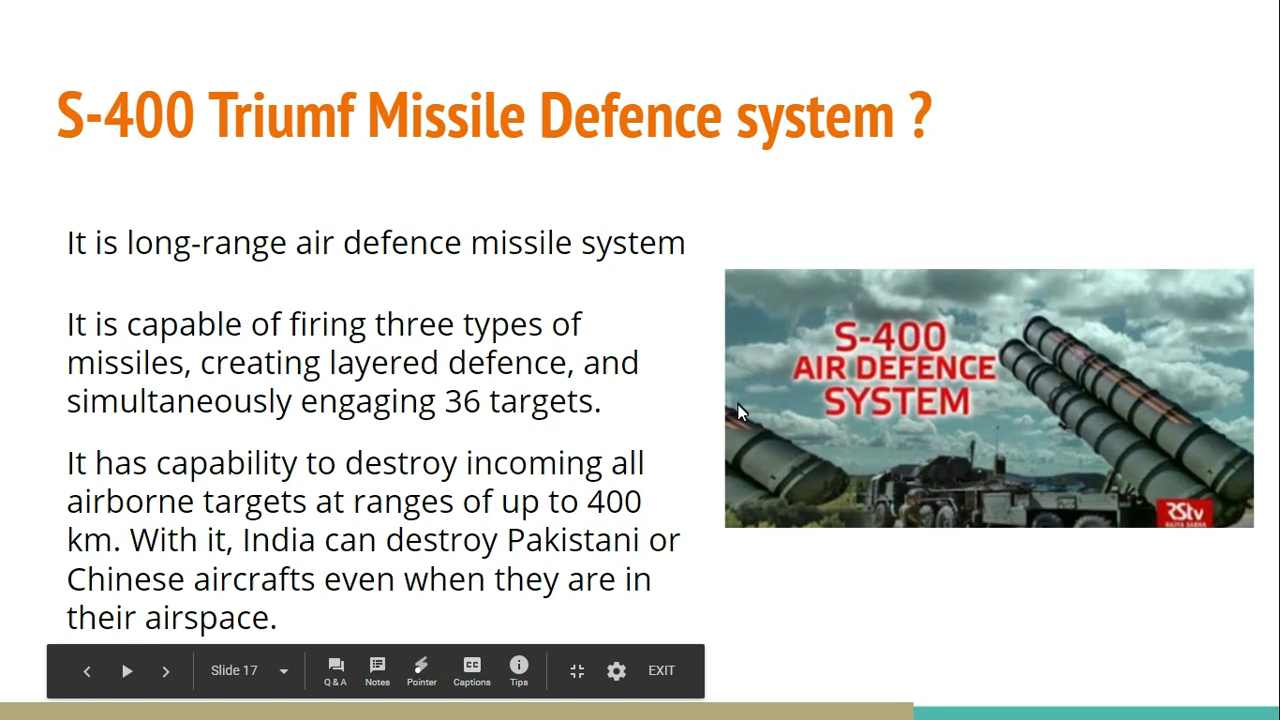 S-400 Triumf Missile Defence system ?
It is long-range air defence missile system
It is capable of firing three types of
missiles, creating layered defence, and
simultaneously engaging 36 targets.
It has capability to destroy incoming all
airborne targets at ranges of up to 400
km. With it, India can destroy Pakistani or
Chinese aircrafts even when they are in
their airspace.
S-400
AIR DEFENCE
SYSTEM
RStv
RAJYA SABHA
Slide 17
Q & A
Notes
Pointer
CC
Captions
Tips
EXIT